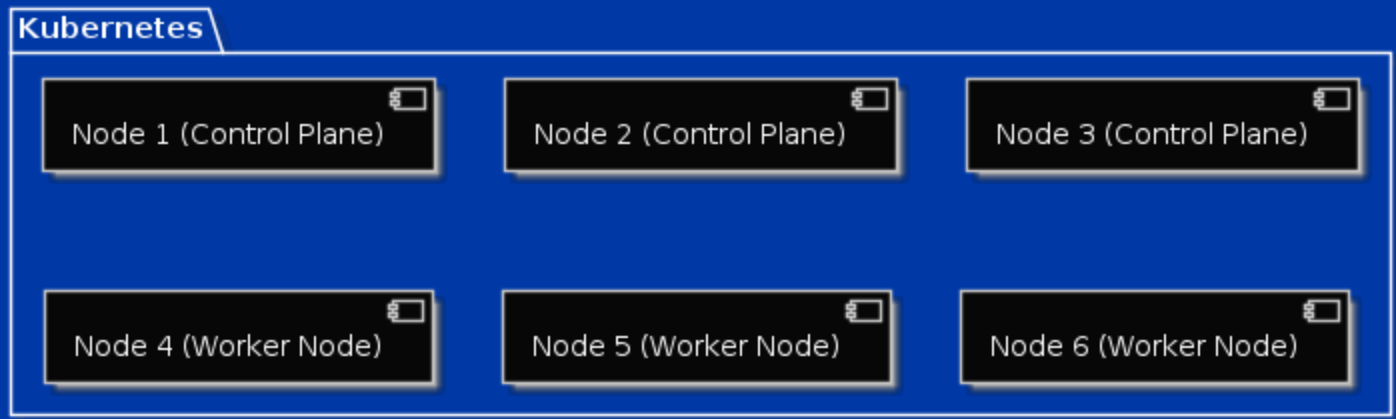 Kubernetes
Node 1 (Control Plane)
Node 2 (Control Plane)
Node 3 (Control Plane)
Node 4 (Worker Node)
Node 5 (Worker Node)
Node 6 (Worker Node)